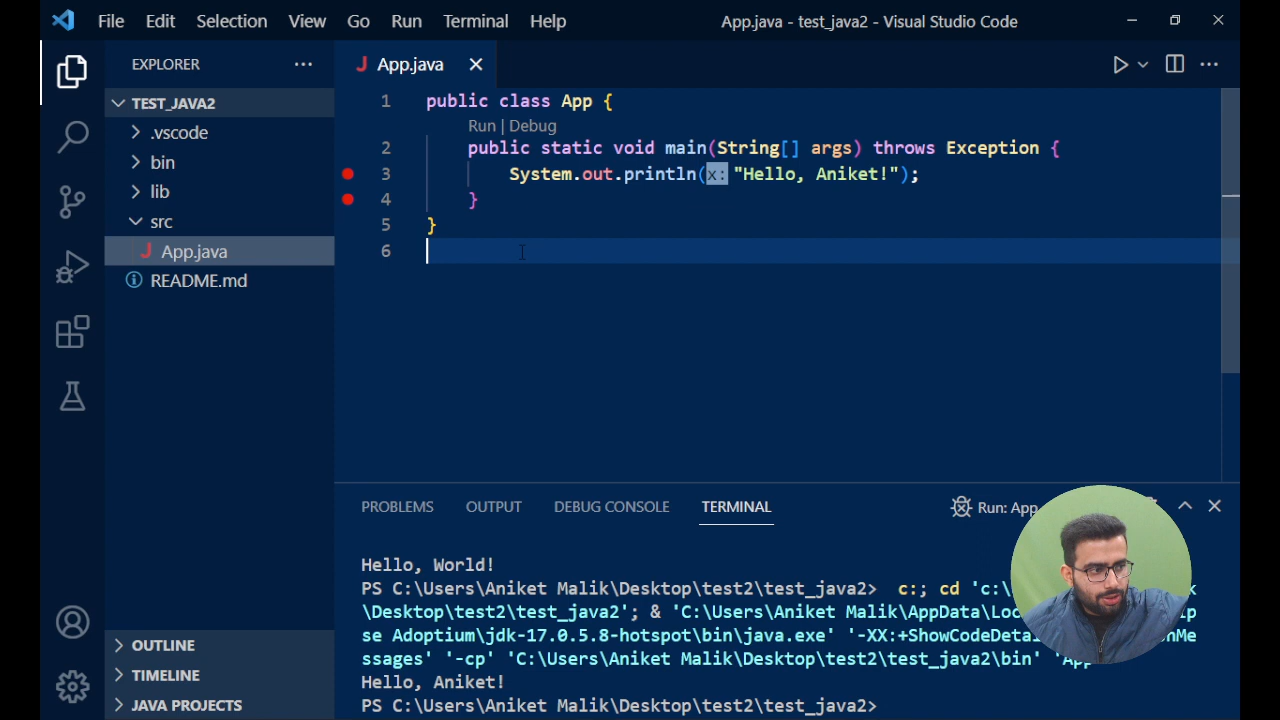 File Edit Selection View Go Run Terminal Help App.java - test_java2 - Visual Studio Code
EXPLORER
TEST_JAVA2
.vscode
bin
lib
src
App.java
README.md
OUTLINE
TIMELINE
JAVA PROJECTS
App.java
1 public class App {
Run | Debug
2 public static void main(String[] args) throws Exception {
3 System.out.println(x: "Hello, Aniket!");
4 }
5 }
6
PROBLEMS OUTPUT DEBUG CONSOLE TERMINAL Run: App
Hello, World!
PS C:\Users\Aniket Malik\Desktop\test2\test_java2> c:; cd 'c:\
\Desktop\test2\test_java2'; & 'C:\Users\Aniket Malik\AppData\Loc
se Adoptium\jdk-17.0.5.8-hotspot\bin\java.exe' '-XX:+ShowCodeDetai
ssages' '-cp' 'C:\Users\Aniket Malik\Desktop\test2\test_java2\bin' 'App
Hello, Aniket!
PS C:\Users\Aniket Malik\Desktop\test2\test_java2>